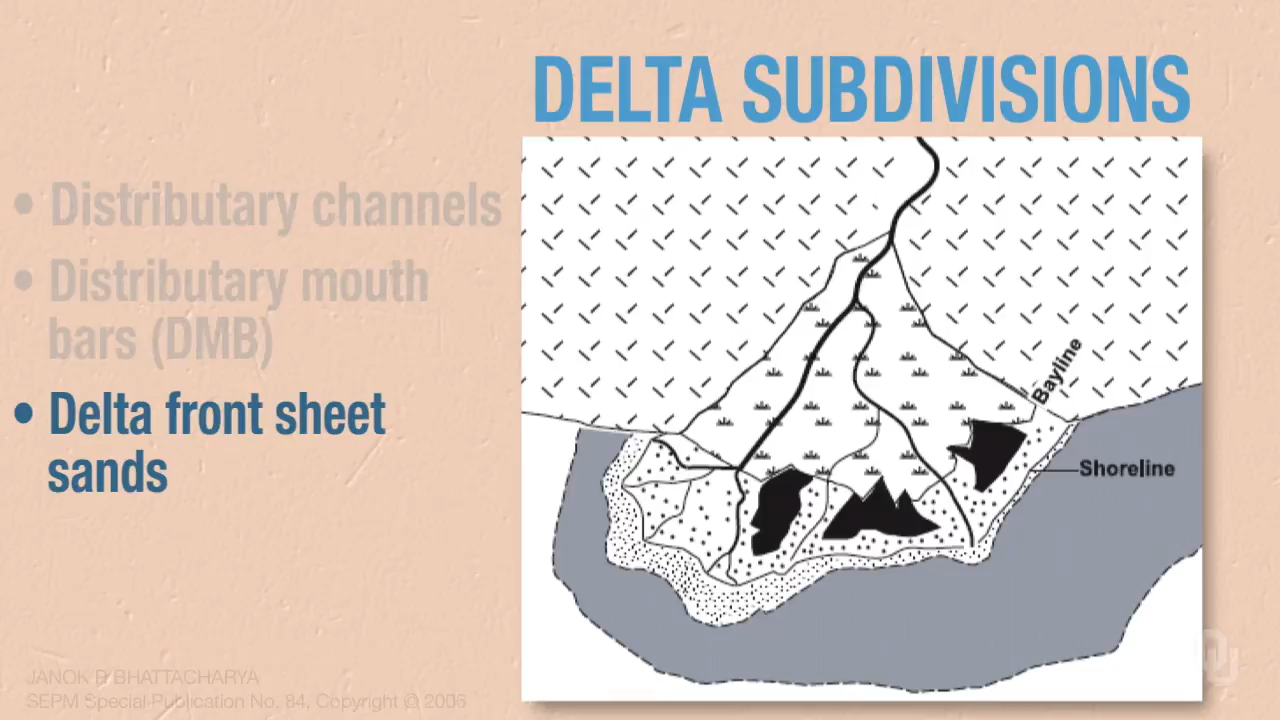 DELTA SUBDIVISIONS
• Distributary channels
• Distributary mouth
bars (DMB)
• Delta front sheet
sands
Bayline
Shoreline
JANOK P BHATTACHARYA
SEPM Special Publication No. 84, Copyright © 2006
OU